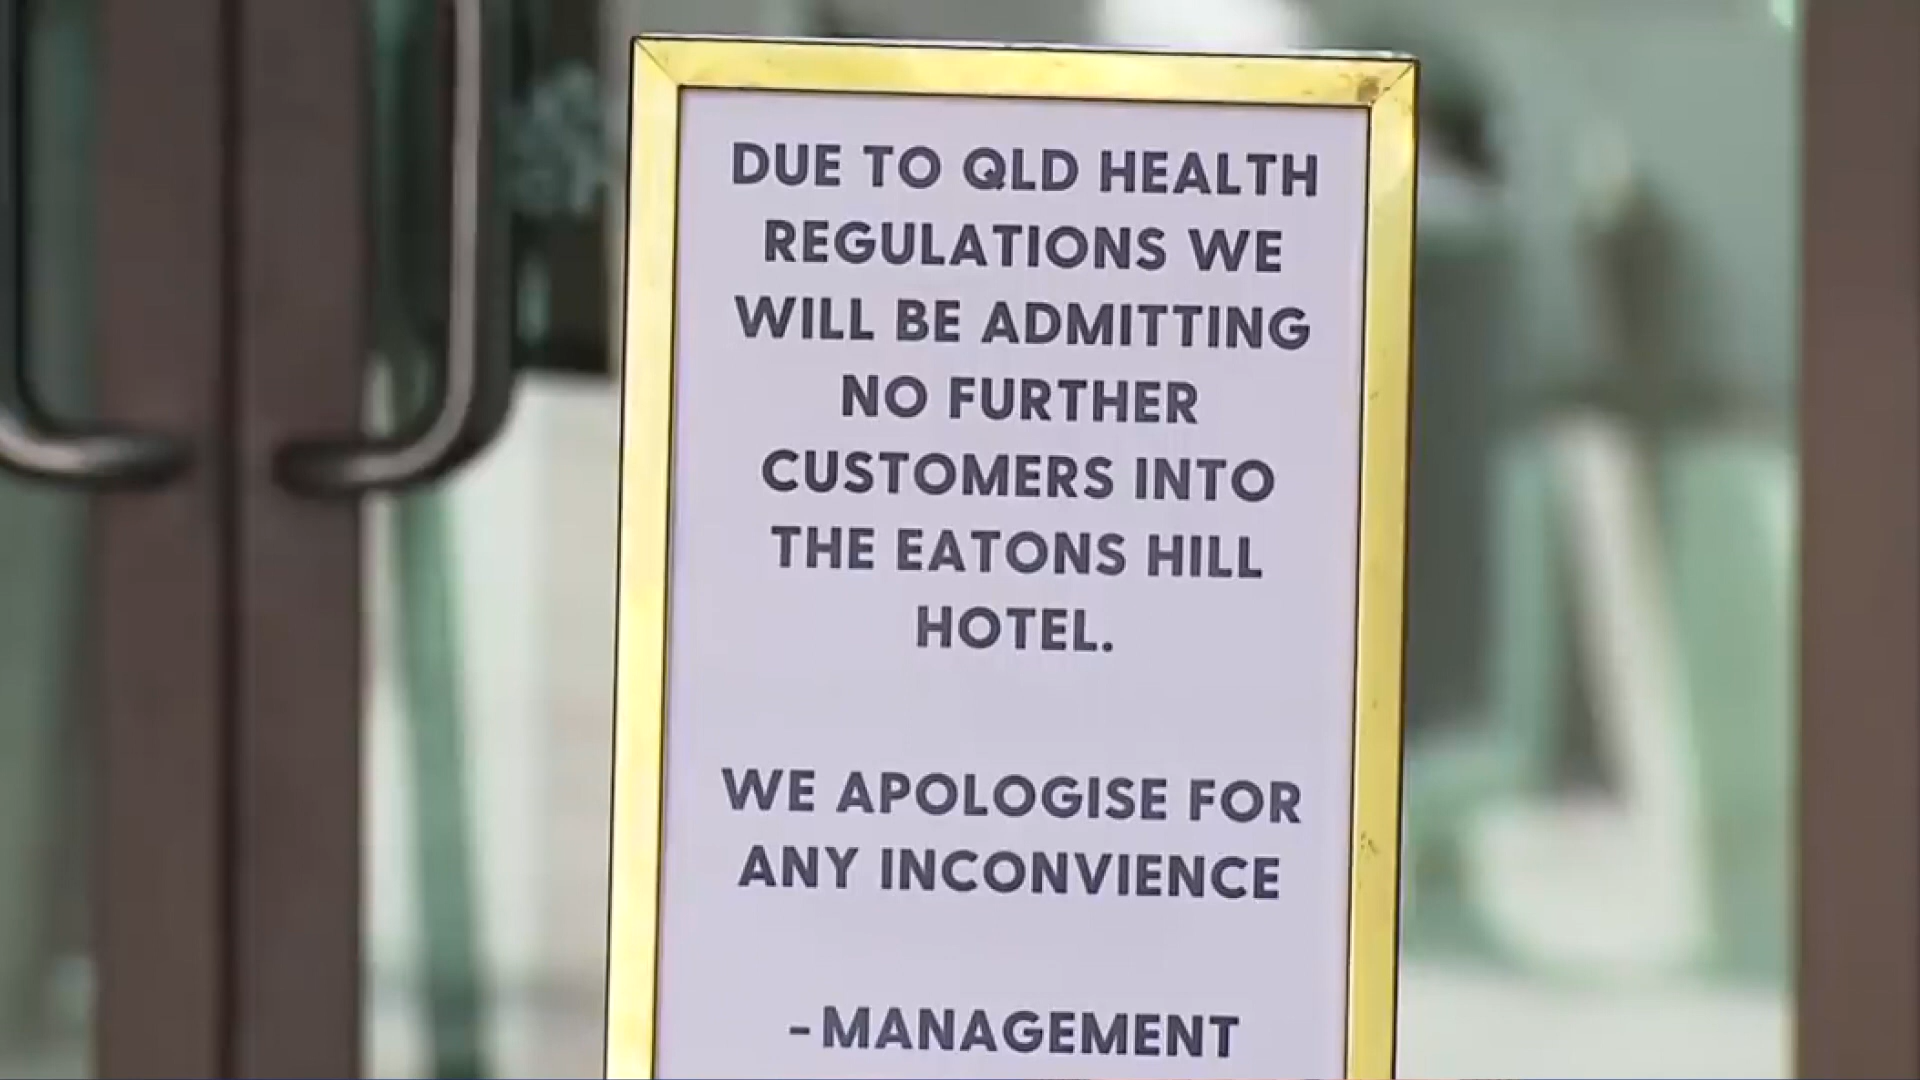 DUE TO QLD HEALTH
REGULATIONS WE
WILL BE ADMITTING
NO FURTHER
CUSTOMERS INTO
THE EATONS HILL
HOTEL.
WE APOLOGISE FOR
ANY INCONVIENCE
-MANAGEMENT